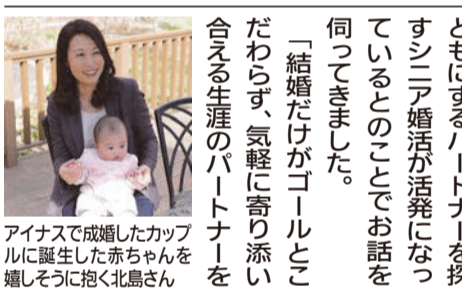 ともにするパートナーを探
すシニア婚活が活発になっ
ているとのことでお話を
伺ってきました。
「結婚だけがゴールとこ
だわらず、気軽に寄り添い
合える生涯のパートナーを
アイナスで成婚したカップ
ルに誕生した赤ちゃんを
嬉しそうに抱く北島さん